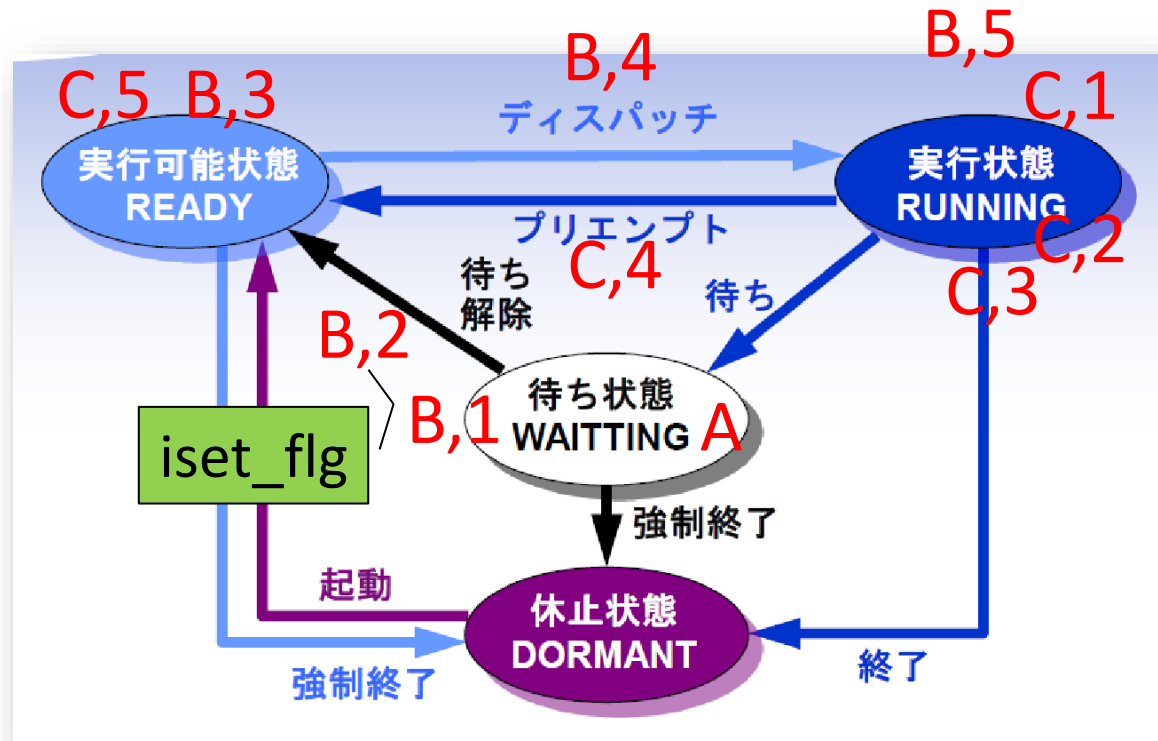 B,5
B,4
C,5 B,3
C,1
ディスパッチ
実行可能状態
READY
実行状態
RUNNING
プリエンプト
C,2
C,4
待ち
解除
待ち
C,3
B,2
待ち状態
WAITTING
A
B,1
iset_flg
強制終了
起動
休止状態
DORMANT
強制終了
終了